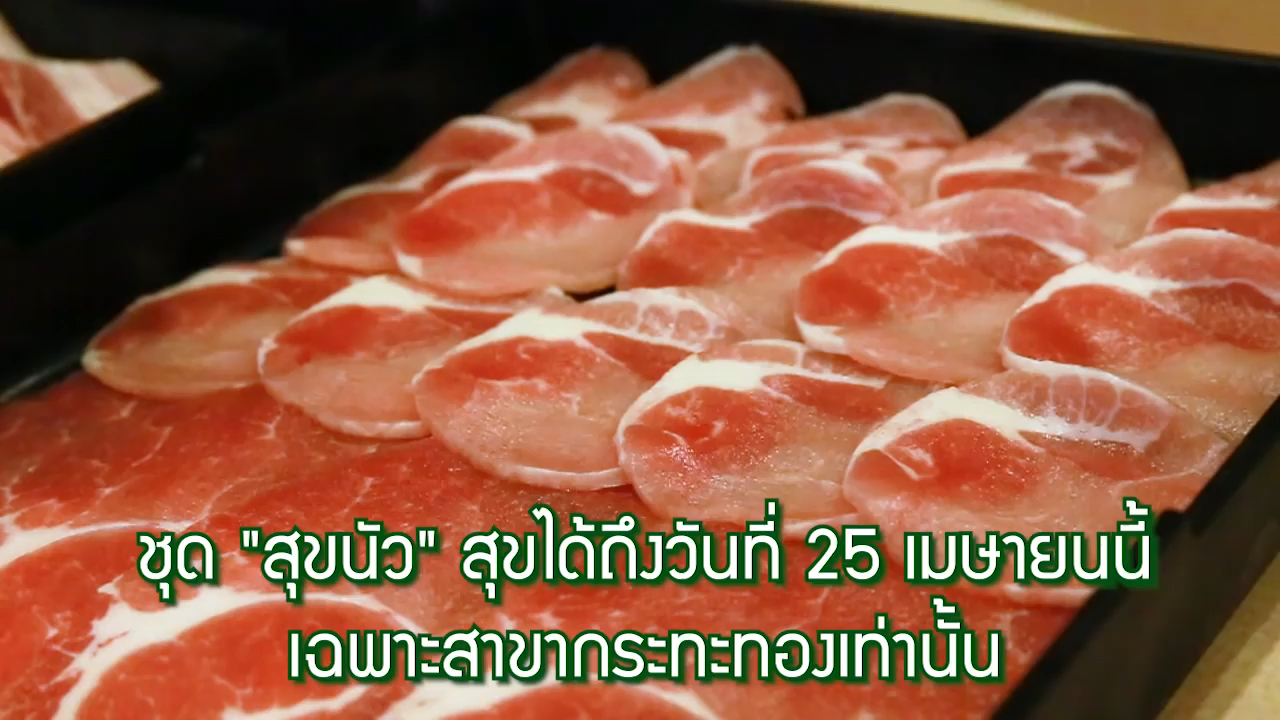 ชุด "สุขนัว" สุขได้ถึงวันที่ 25 เมษายนนี้
เฉพาะสาขากระทะทองเท่านั้น